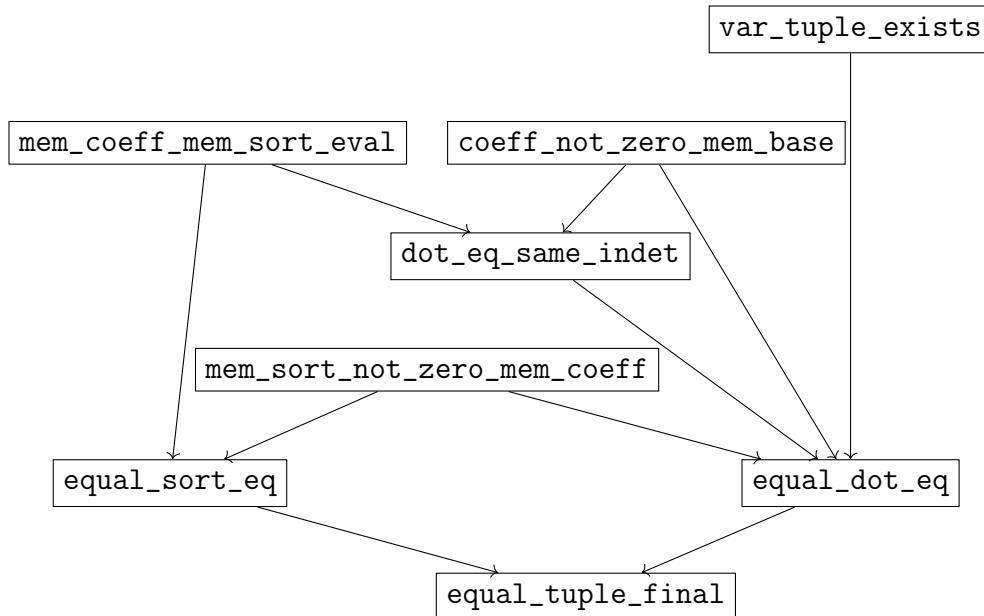 var_tuple_exists
mem_coeff_mem_sort_eval
coeff_not_zero_mem_base
dot_eq_same_indet
mem_sort_not_zero_mem_coeff
equal_sort_eq
equal_dot_eq
equal_tuple_final